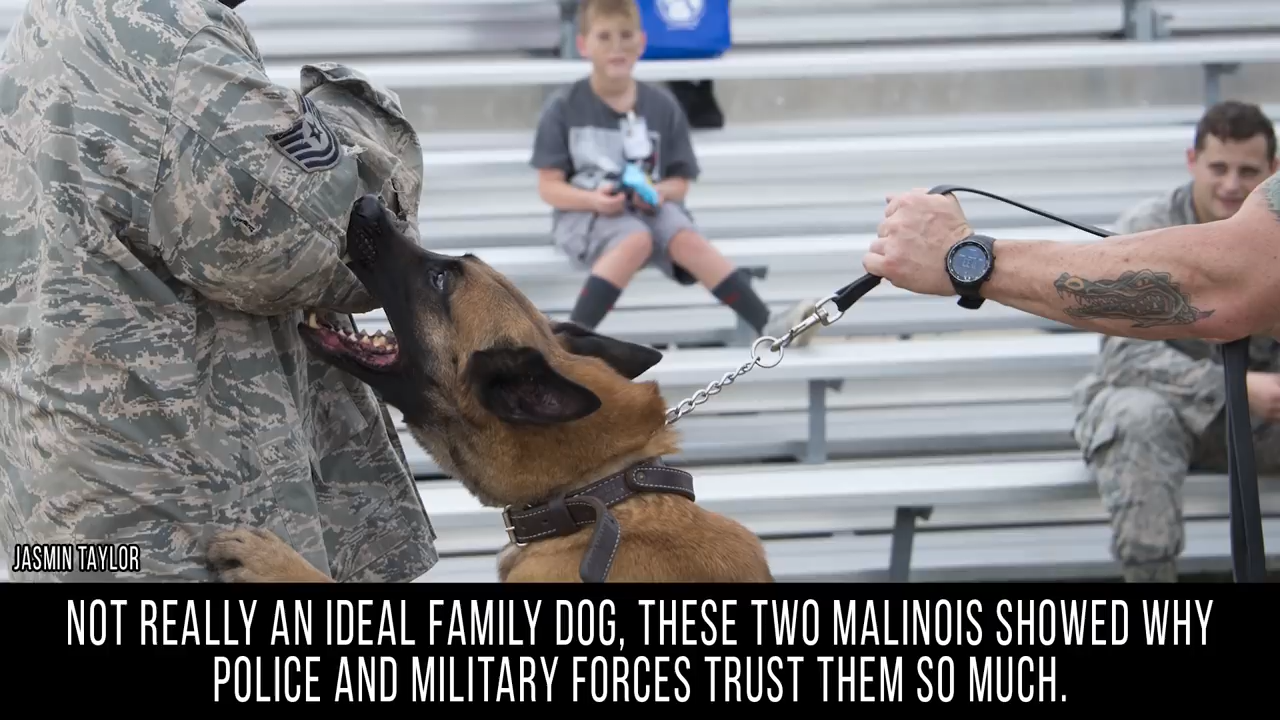 JASMIN TAYLOR
NOT REALLY AN IDEAL FAMILY DOG, THESE TWO MALINOIS SHOWED WHY
POLICE AND MILITARY FORCES TRUST THEM SO MUCH.